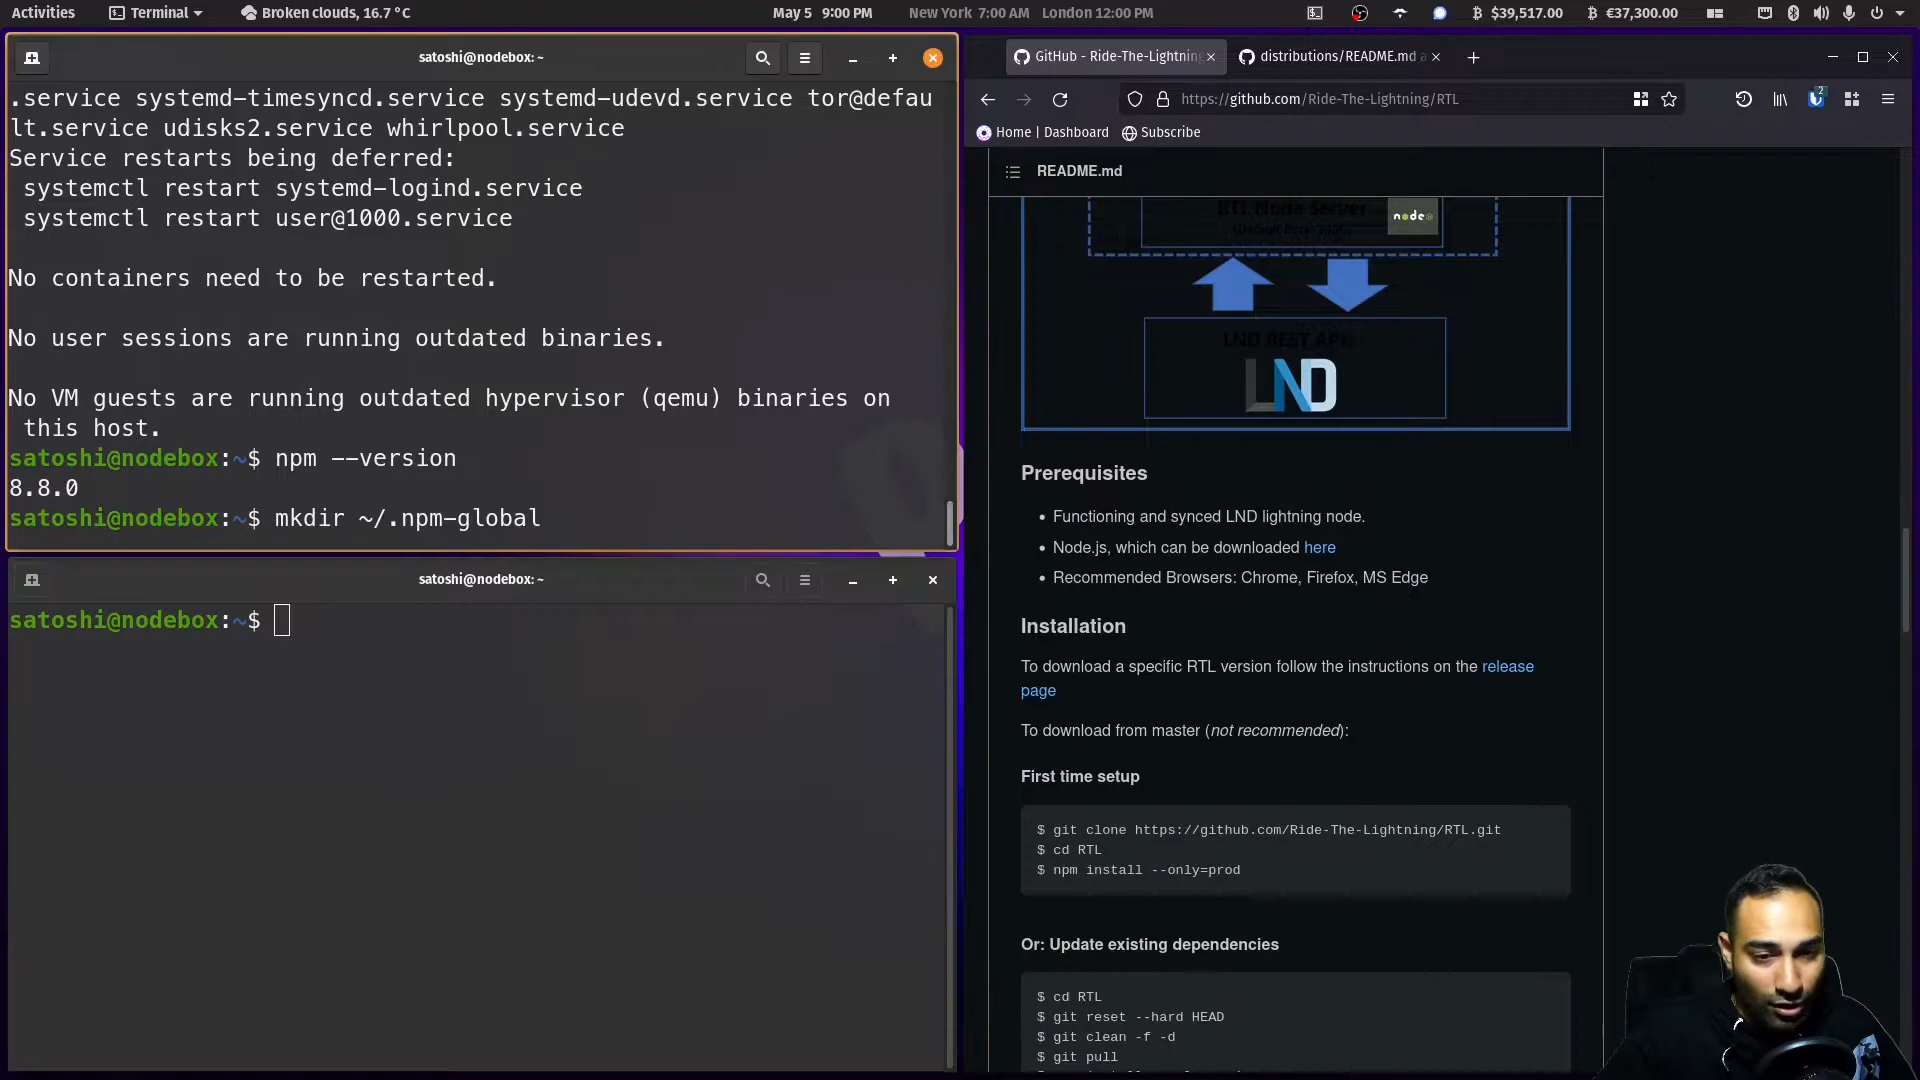 Activities
Terminal
Broken clouds, 16.7 °C
May 5 9:00 PM
New York 7:00 AM
London 12:00 PM
₿ $39,517.00
₿ €37,300.00
satoshi@nodebox: ~
.service systemd-timesyncd.service systemd-udevd.service tor@defau
lt.service udisks2.service whirlpool.service
Service restarts being deferred:
systemctl restart systemd-logind.service
systemctl restart user@1000.service
No containers need to be restarted.
No user sessions are running outdated binaries.
No VM guests are running outdated hypervisor (qemu) binaries on
this host.
satoshi@nodebox:~$ npm --version
8.8.0
satoshi@nodebox:~$ mkdir ~/.npm-global
satoshi@nodebox: ~
satoshi@nodebox:~$
GitHub - Ride-The-Lightning
distributions/README.md a
https://github.com/Ride-The-Lightning/RTL
2
Home | Dashboard
Subscribe
README.md
RTL Node Server
node
LND REST API
LND
Prerequisites
• Functioning and synced LND lightning node.
• Node.js, which can be downloaded here
• Recommended Browsers: Chrome, Firefox, MS Edge
Installation
To download a specific RTL version follow the instructions on the release
page
To download from master (not recommended):
First time setup
$ git clone https://github.com/Ride-The-Lightning/RTL.git
$ cd RTL
$ npm install --only=prod
Or: Update existing dependencies
$ cd RTL
$ git reset --hard HEAD
$ git clean -f -d
$ git pull